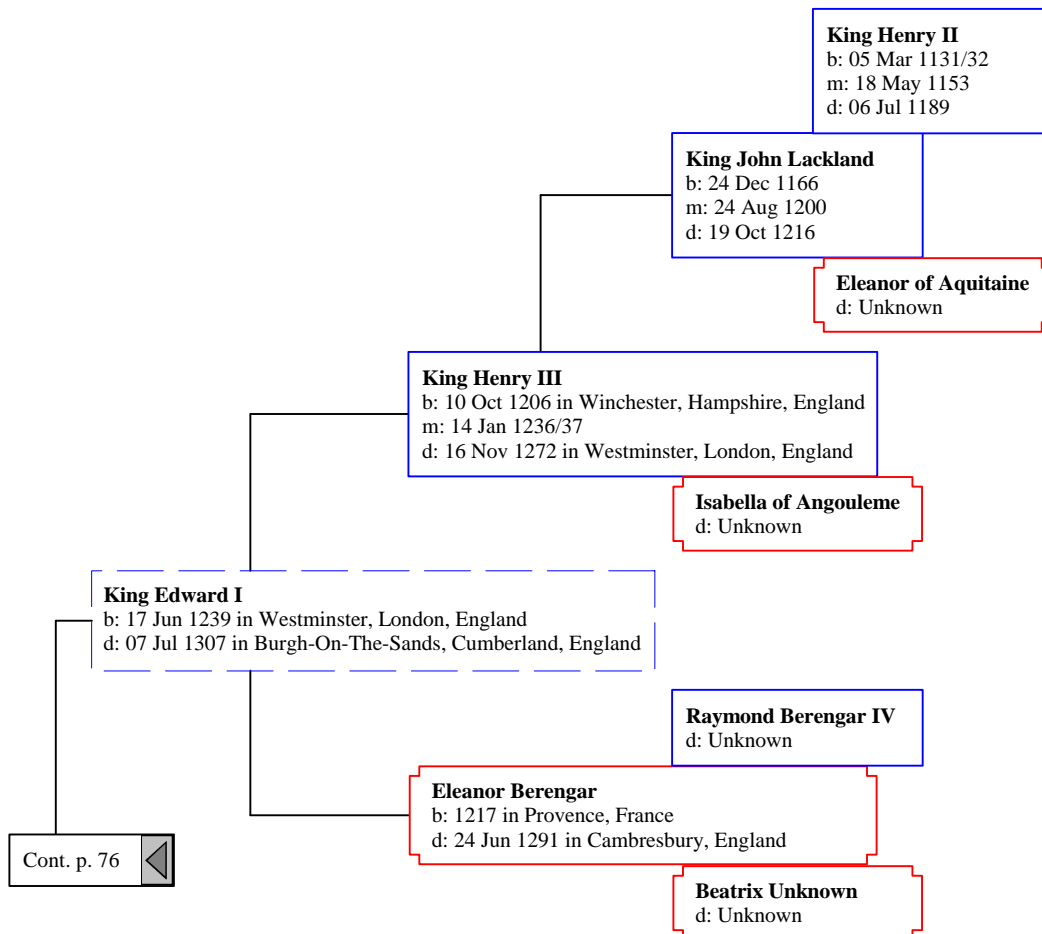 King Henry II
b: 05 Mar 1131/32
m: 18 May 1153
d: 06 Jul 1189
King John Lackland
b: 24 Dec 1166
m: 24 Aug 1200
d: 19 Oct 1216
Eleanor of Aquitaine
d: Unknown
King Henry III
b: 10 Oct 1206 in Winchester, Hampshire, England
m: 14 Jan 1236/37
d: 16 Nov 1272 in Westminster, London, England
Isabella of Angouleme
d: Unknown
King Edward I
b: 17 Jun 1239 in Westminster, London, England
d: 07 Jul 1307 in Burgh-On-The-Sands, Cumberland, England
Raymond Berengar IV
d: Unknown
Eleanor Berengar
b: 1217 in Provence, France
d: 24 Jun 1291 in Cambresbury, England
Cont. p. 76
Beatrix Unknown
d: Unknown